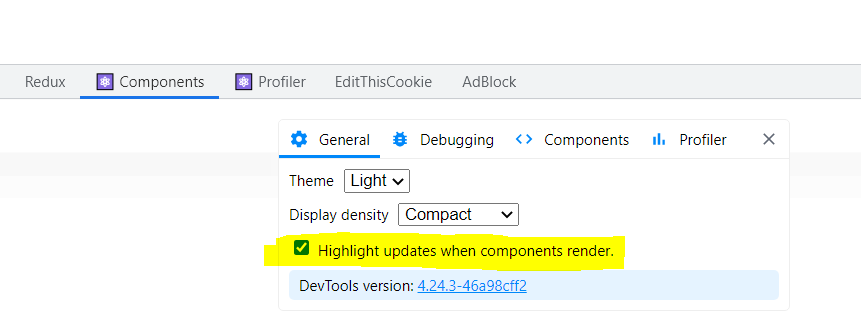 Redux Components Profiler EditThisCookie AdBlock
General Debugging Components Profiler
Theme Light
Display density Compact
Highlight updates when components render.
DevTools version: 4.24.3-46a98cff2